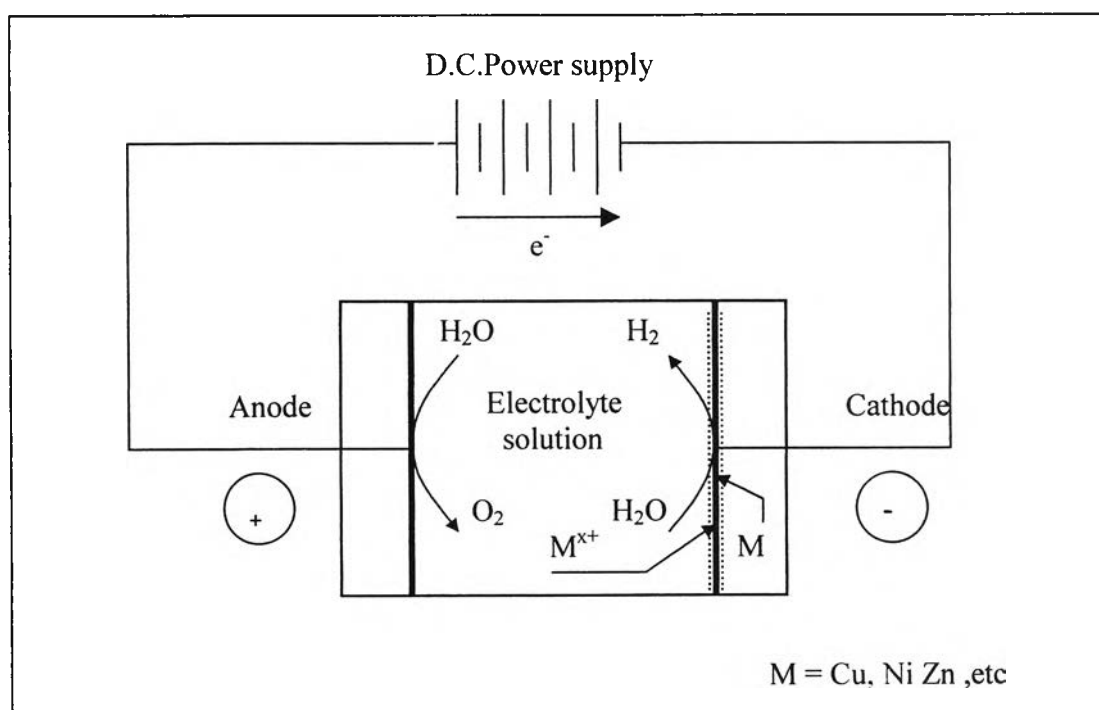 D.C.Power supply
e⁻
H₂O
H₂
Anode
Electrolyte
solution
Cathode
+
O₂
H₂O
-
Mˣ⁺
M
M = Cu, Ni Zn ,etc